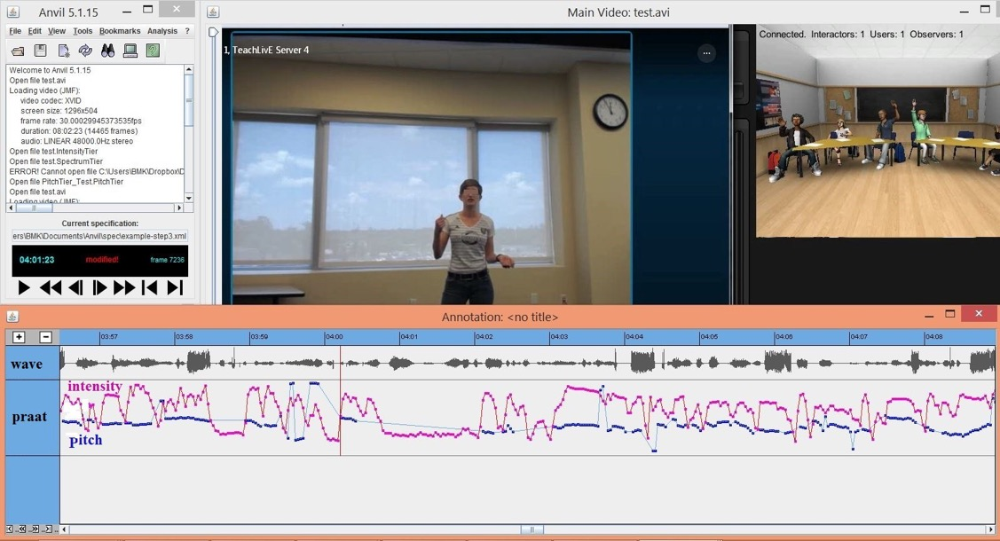 Anvil 5.1.15
File Edit View Tools Bookmarks Analysis ?
Welcome to Anvil 5.1.15
Open file test.avi
Loading video (JMF):
video codec: XVID
screen size: 1296x504
frame rate: 30.00029945373535fps
duration: 08:02:23 (14465 frames)
audio: LINEAR 48000.0Hz stereo
Open file test.IntensityTier
Open file test.SpectrumTier
ERROR! Cannot open file C:\Users\BMK\Dropbox\D
Open file PitchTier_Test.PitchTier
Open file test.avi
Loading video (JMF):
Current specification:
ers\BMK\Documents\Anvil\spec\example-step3.xml
04:01:23 modified! frame 7236
Main Video: test.avi
1, TeachLivE Server 4
Connected. Interactors: 1 Users: 1 Observers: 1
Annotation: <no title>
03:57 03:58 03:59 04:00 04:01 04:02 04:03 04:04 04:05 04:06 04:07 04:08
wave
intensity
praat
pitch